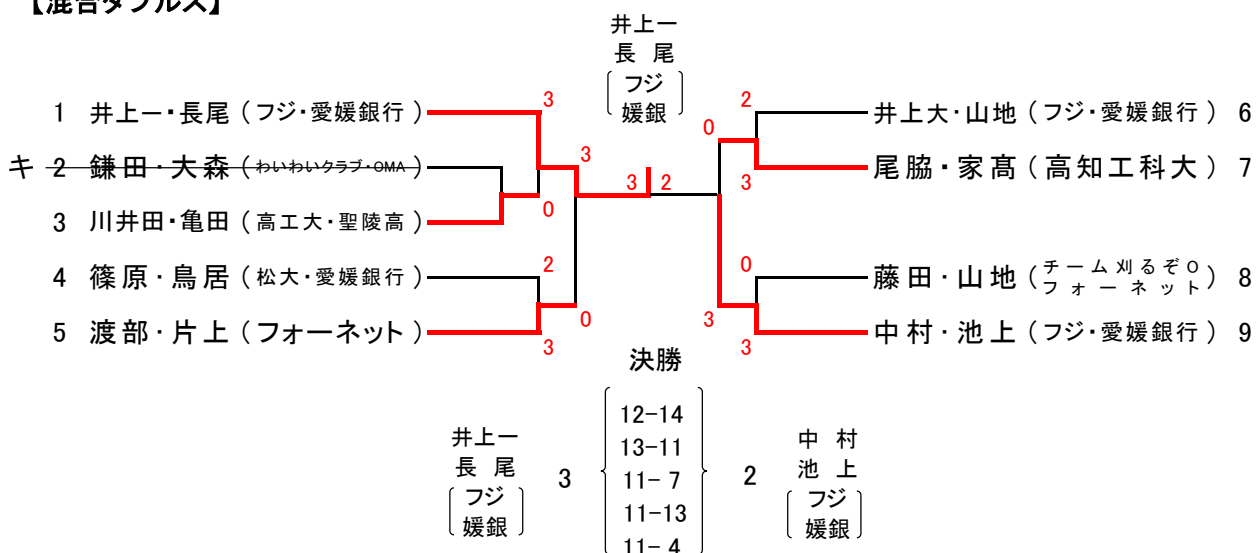 【混合ダブルス】
井上一
長尾
フジ
媛銀
1 井上一・長尾（フジ・愛媛銀行） 3
キ 2 鎌田・大森（わいわいクラブ・OMA）
3 川井田・亀田（高工大・聖陵高） 0
3
4 篠原・鳥居（松大・愛媛銀行） 2
5 渡部・片上（フォーネット） 3
0
3 2
2 井上大・山地（フジ・愛媛銀行） 6
0
3 尾脇・家髙（高知工科大） 7
0 藤田・山地（チーム刈るぞO フォーネット） 8
3
3 中村・池上（フジ・愛媛銀行） 9
決勝
井上一
長尾
フジ
媛銀
3
12-14
13-11
11- 7
11-13
11- 4
2
中村
池上
フジ
媛銀